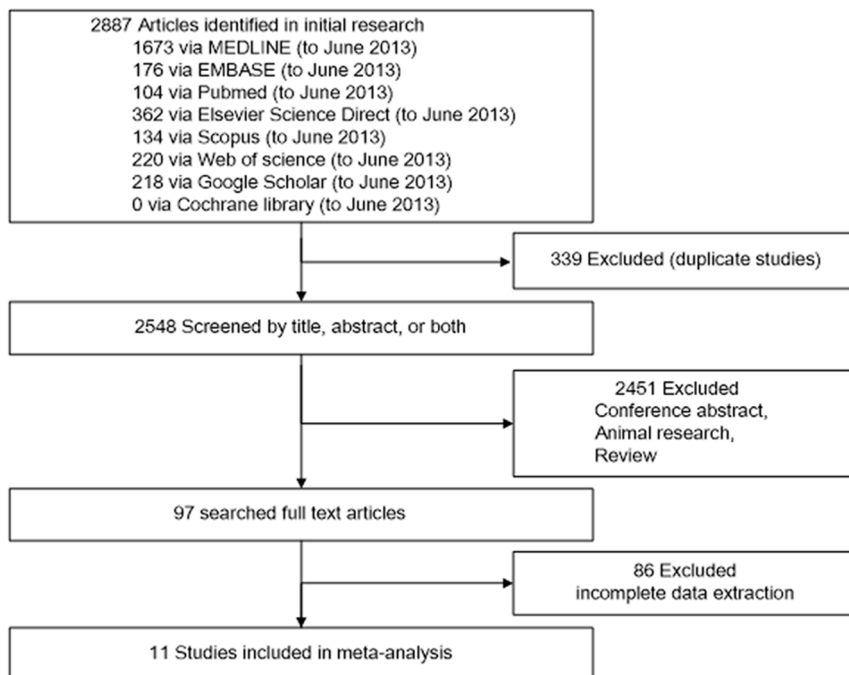 2887 Articles identified in initial research
1673 via MEDLINE (to June 2013)
176 via EMBASE (to June 2013)
104 via Pubmed (to June 2013)
362 via Elsevier Science Direct (to June 2013)
134 via Scopus (to June 2013)
220 via Web of science (to June 2013)
218 via Google Scholar (to June 2013)
0 via Cochrane library (to June 2013)
339 Excluded (duplicate studies)
2548 Screened by title, abstract, or both
2451 Excluded
Conference abstract,
Animal research,
Review
97 searched full text articles
86 Excluded
incomplete data extraction
11 Studies included in meta-analysis